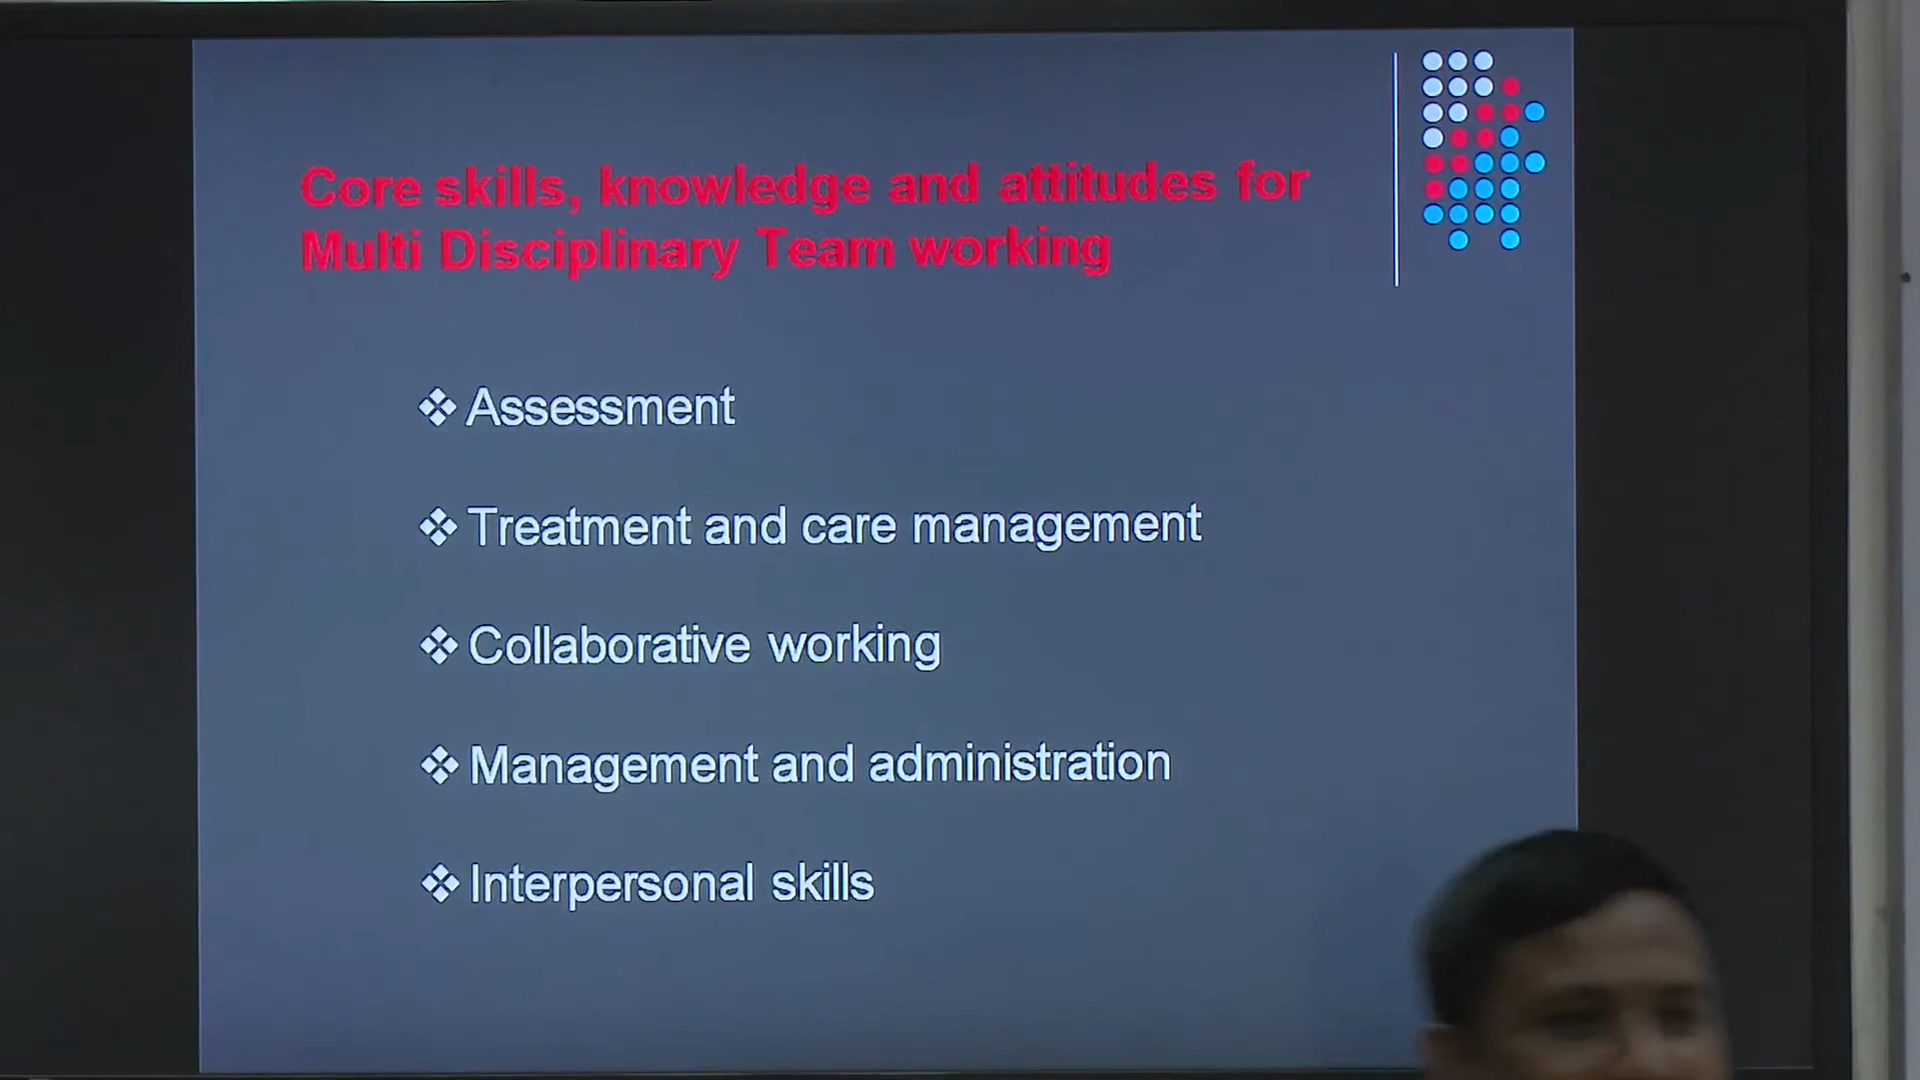 Core skills, knowledge and attitudes for
Multi Disciplinary Team working
❖ Assessment
❖ Treatment and care management
❖ Collaborative working
❖ Management and administration
❖ Interpersonal skills